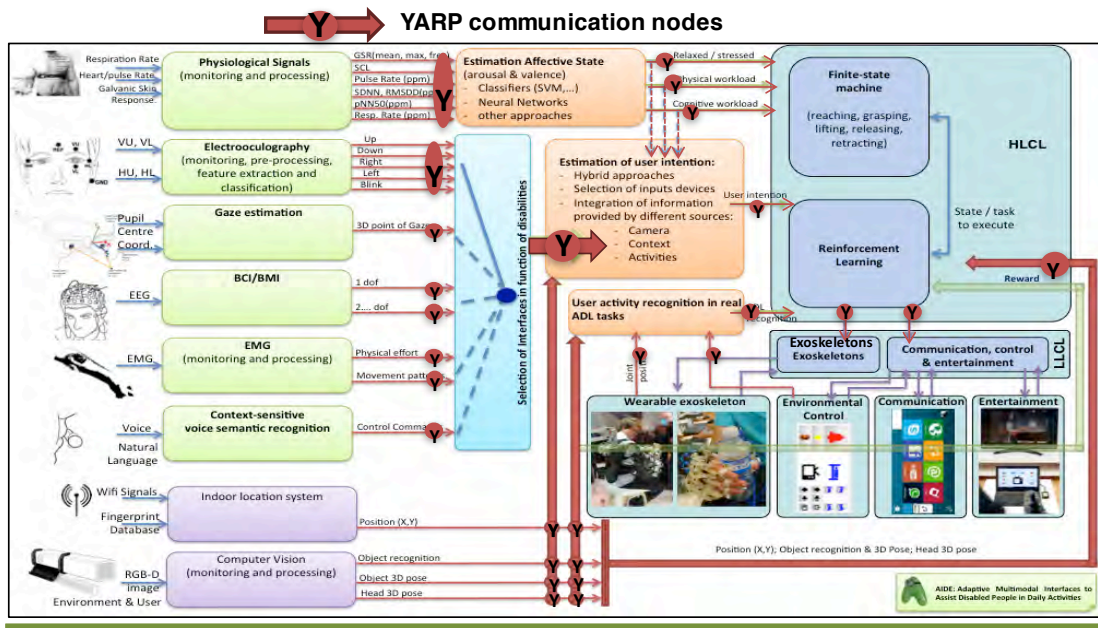 YARP communication nodes
Y
Respiration Rate
Heart/pulse Rate
Galvanic Skin
Response.
Physiological Signals
(monitoring and processing)
GSR(mean, max,
SCL
Pulse Rate (ppm)
SDNN,
pNN50(ppm)
Resp. Rate (ppm)
Y
Estimation Affective State
(arousal & valence)
- Classifiers (SVM,...)
- Neural Networks
- other approaches
Relaxed / stressed
Y
Physical workload
Y
Cognitive workload
Y
Finite-state
machine
(reaching, grasping,
lifting, releasing,
retracting)
HLCL
VU, VL
HU, HL
REF
VU
GND
Electrooculography
(monitoring, pre-processing,
feature extraction and
classification)
Up
Down
Right
Left
Blink
Y
Selection of Interfaces in function of disabilities
Y
Estimation of user intention:
- Hybrid approaches
- Selection of inputs devices
- Integration of information
provided by different sources:
- Camera
- Context
- Activities
User intention
Y
Reinforcement
Learning
State / task
to execute
Reward
Y
Pupil
Centre
Coord.
Gaze estimation
3D point of Gaze
Y
EEG
BCI/BMI
1 dof
Y
2.... dof
Y
User activity recognition in real
ADL tasks
Y
Y
Y
EMG
EMG
(monitoring and processing)
Physical effort
Y
Movement
Y
Joint
Y
Y
Exoskeletons
Exoskeletons
Communication, control
& entertainment
LLCL
Voice
Natural
Language
Context-sensitive
voice semantic recognition
Control
Y
Wearable exoskeleton
Environmental
Control
Communication
Entertainment
Wifi Signals
Fingerprint
Database
Indoor location system
Position (X,Y)
Y
Y
RGB-D
image
Environment & User
Computer Vision
(monitoring and processing)
Object recognition
Y
Y
Object 3D pose
Y
Y
Head 3D pose
Y
Y
Position (X,Y); Object recognition & 3D Pose; Head 3D pose
AIDE: Adaptive Multimodal Interfaces to
Assist Disabled People in Daily Activities